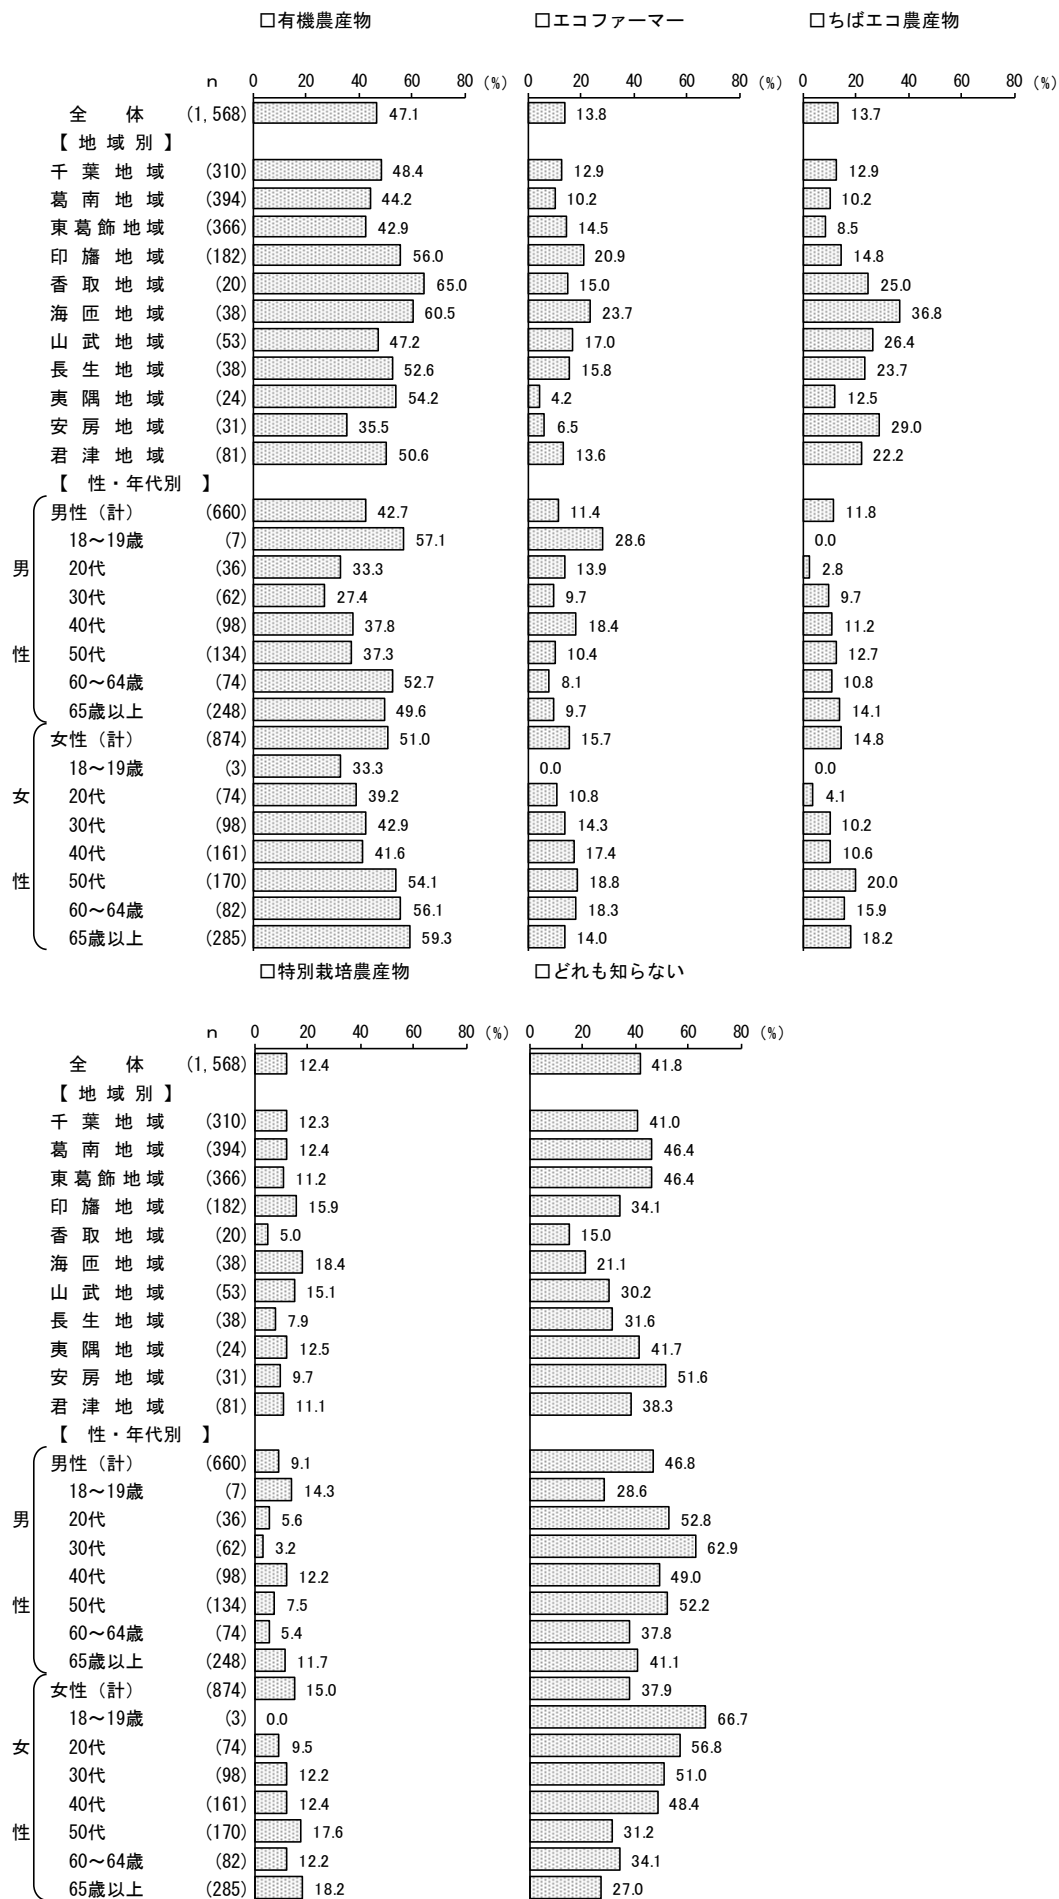 □有機農産物 □エコファーマー □ちばエコ農産物
n 0 20 40 60 80 (%) 0 20 40 60 80 (%) 0 20 40 60 80 (%)
全体 (1,568) 47.1 13.8 13.7
【地域別】
千葉地域 (310) 48.4 12.9 12.9
葛南地域 (394) 44.2 10.2 10.2
東葛飾地域 (366) 42.9 14.5 8.5
印旛地域 (182) 56.0 20.9 14.8
香取地域 (20) 65.0 15.0 25.0
海匝地域 (38) 60.5 23.7 36.8
山武地域 (53) 47.2 17.0 26.4
長生地域 (38) 52.6 15.8 23.7
夷隅地域 (24) 54.2 4.2 12.5
安房地域 (31) 35.5 6.5 29.0
君津地域 (81) 50.6 13.6 22.2
【 性・年代別 】
男性（計） (660) 42.7 11.4 11.8
18～19歳 (7) 57.1 28.6 0.0
男 20代 (36) 33.3 13.9 2.8
30代 (62) 27.4 9.7 9.7
40代 (98) 37.8 18.4 11.2
性 50代 (134) 37.3 10.4 12.7
60～64歳 (74) 52.7 8.1 10.8
65歳以上 (248) 49.6 9.7 14.1
女性（計） (874) 51.0 15.7 14.8
18～19歳 (3) 33.3 0.0 0.0
女 20代 (74) 39.2 10.8 4.1
30代 (98) 42.9 14.3 10.2
40代 (161) 41.6 17.4 10.6
性 50代 (170) 54.1 18.8 20.0
60～64歳 (82) 56.1 18.3 15.9
65歳以上 (285) 59.3 14.0 18.2
□特別栽培農産物 □どれも知らない
n 0 20 40 60 80 (%) 0 20 40 60 80 (%)
全体 (1,568) 12.4 41.8
【地域別】
千葉地域 (310) 12.3 41.0
葛南地域 (394) 12.4 46.4
東葛飾地域 (366) 11.2 46.4
印旛地域 (182) 15.9 34.1
香取地域 (20) 5.0 15.0
海匝地域 (38) 18.4 21.1
山武地域 (53) 15.1 30.2
長生地域 (38) 7.9 31.6
夷隅地域 (24) 12.5 41.7
安房地域 (31) 9.7 51.6
君津地域 (81) 11.1 38.3
【 性・年代別 】
男性（計） (660) 9.1 46.8
18～19歳 (7) 14.3 28.6
男 20代 (36) 5.6 52.8
30代 (62) 3.2 62.9
40代 (98) 12.2 49.0
性 50代 (134) 7.5 52.2
60～64歳 (74) 5.4 37.8
65歳以上 (248) 11.7 41.1
女性（計） (874) 15.0 37.9
18～19歳 (3) 0.0 66.7
女 20代 (74) 9.5 56.8
30代 (98) 12.2 51.0
40代 (161) 12.4 48.4
性 50代 (170) 17.6 31.2
60～64歳 (82) 12.2 34.1
65歳以上 (285) 18.2 27.0